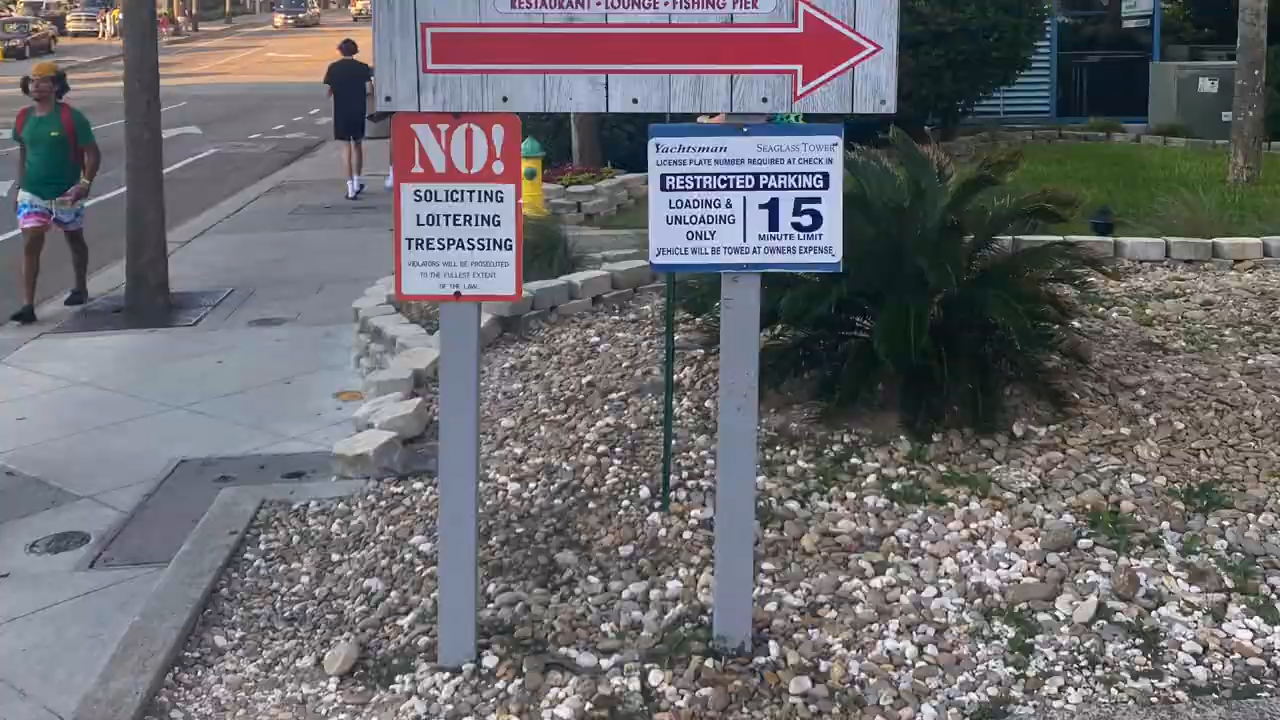 RESTAURANT • LOUNGE • FISHING PIER
NO!
SOLICITING
LOITERING
TRESPASSING
VIOLATORS WILL BE PROSECUTED
TO THE FULLEST EXTENT
OF THE LAW.
Yachtsman SEAGLASS TOWER
LICENSE PLATE NUMBER REQUIRED AT CHECK IN
RESTRICTED PARKING
LOADING &
UNLOADING
ONLY
15
MINUTE LIMIT
VEHICLE WILL BE TOWED AT OWNERS EXPENSE